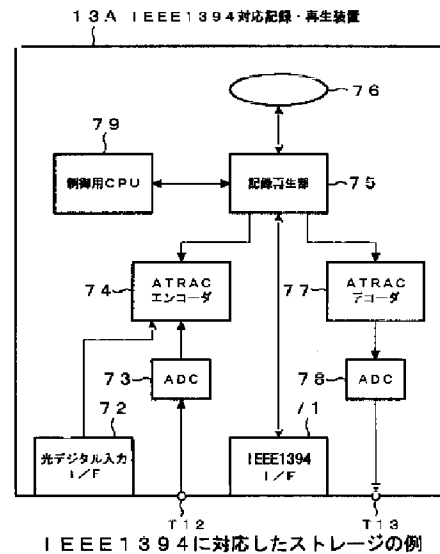 13A IEEE1394対応記録・再生装置
76
79
制御用CPU
記録再生部
75
74
ATRAC
エンコーダ
77
ATRAC
デコーダ
73
ADC
78
ADC
72
71
光デジタル入力
I/F
IEEE1394
I/F
T12
T13
IEEE1394に対応したストレージの例